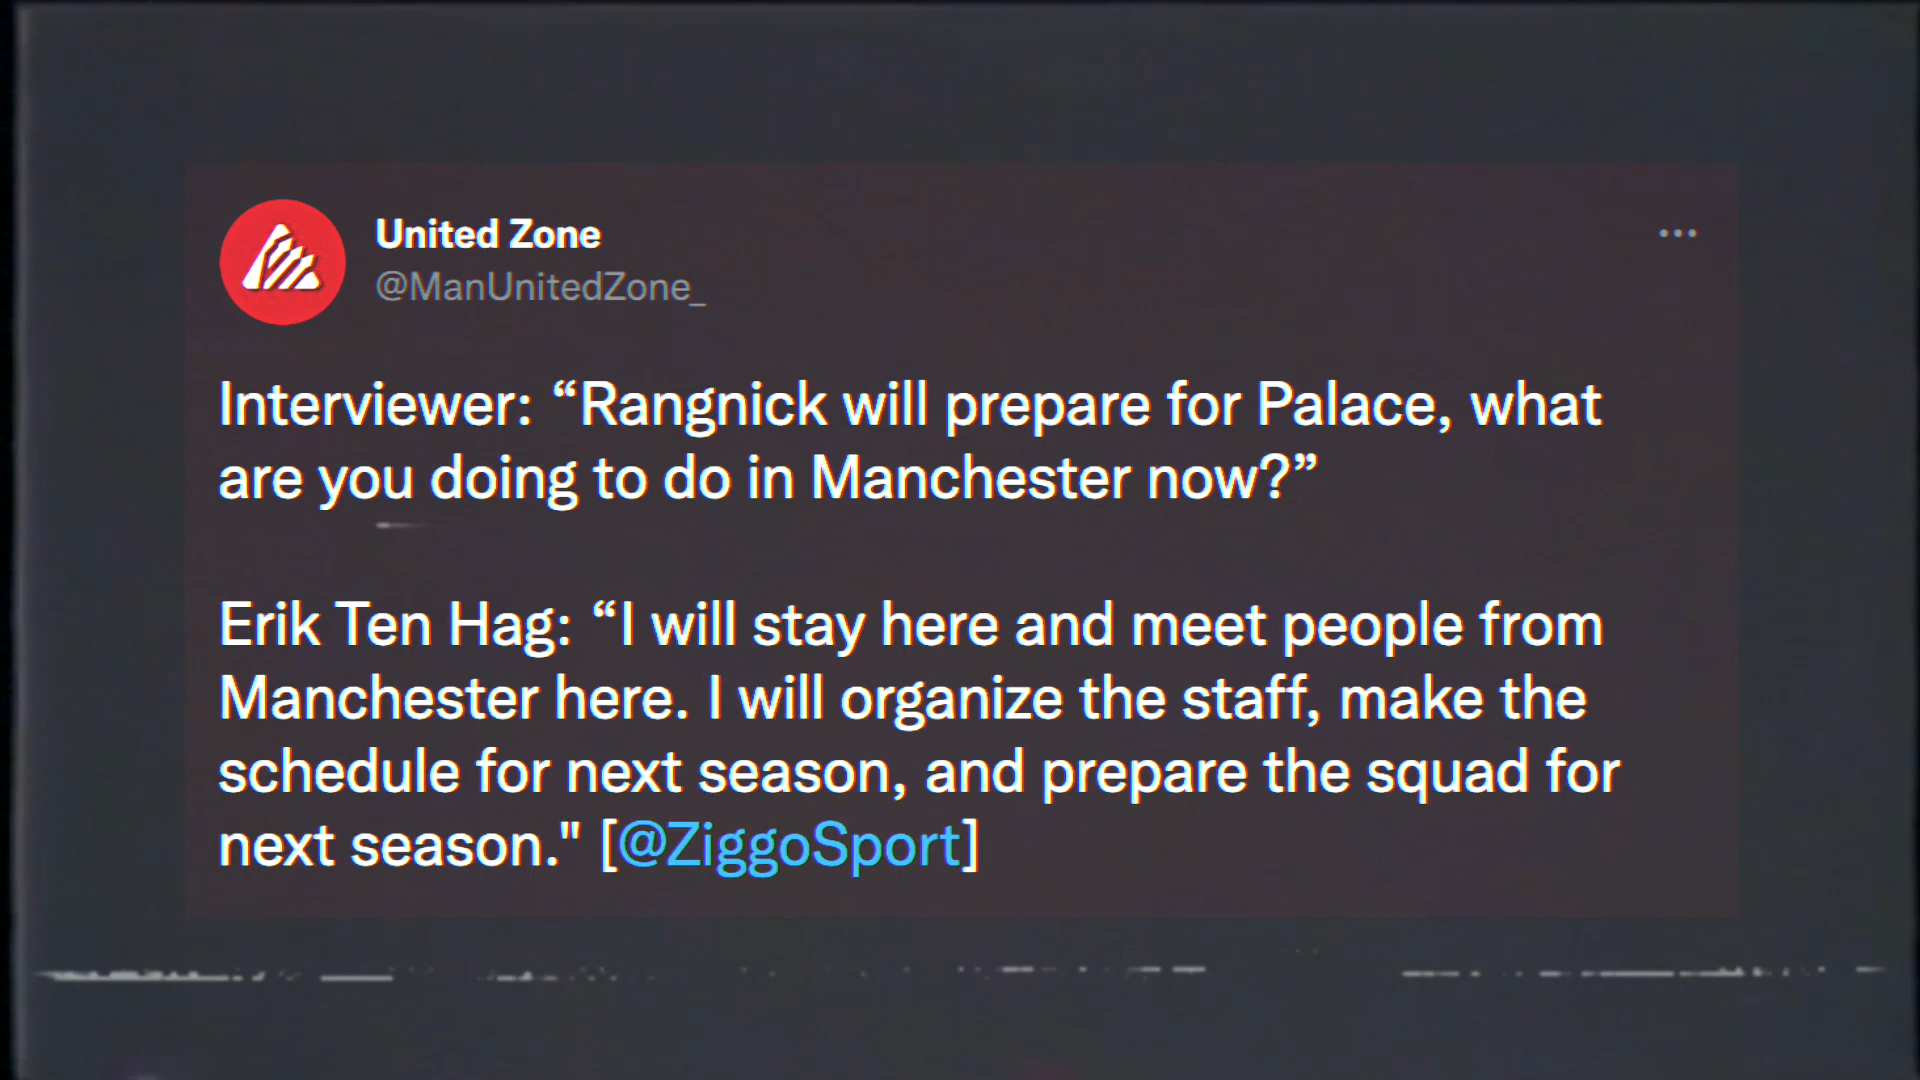 United Zone
@ManUnitedZone_
Interviewer: “Rangnick will prepare for Palace, what
are you doing to do in Manchester now?”
Erik Ten Hag: “I will stay here and meet people from
Manchester here. I will organize the staff, make the
schedule for next season, and prepare the squad for
next season." [@ZiggoSport]